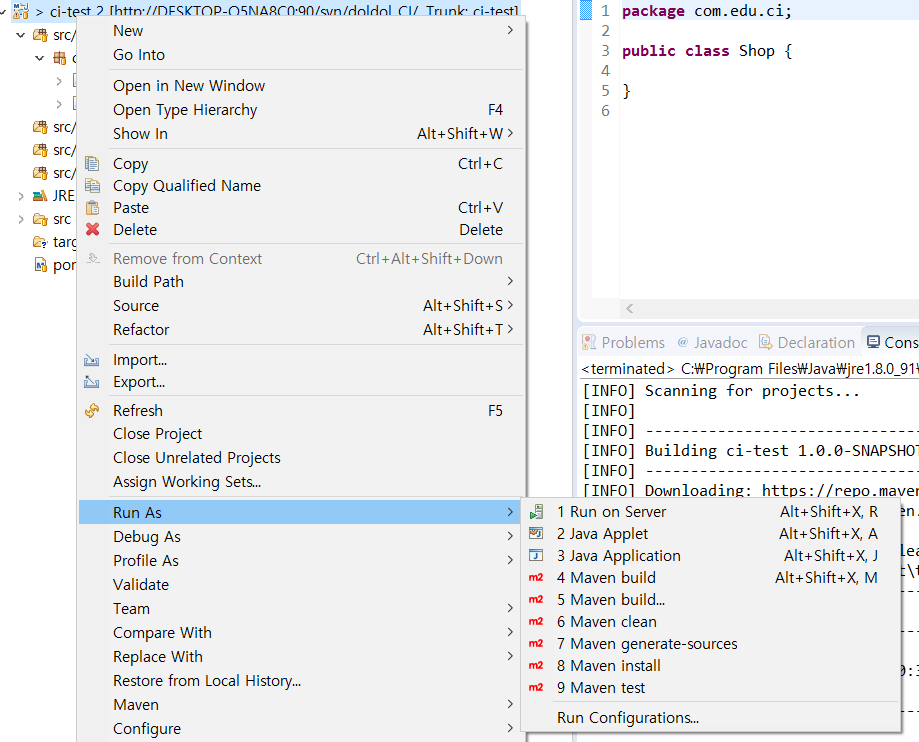 ci-test 2 [http://DESKTOP-O5NA8C0:90/svn/doldol_CI/, Trunk: ci-test]
src/
src/
src/
src/
JRE
src
targ
pom
New
Go Into
Open in New Window
Open Type Hierarchy F4
Show In Alt+Shift+W
Copy Ctrl+C
Copy Qualified Name
Paste Ctrl+V
Delete Delete
Remove from Context Ctrl+Alt+Shift+Down
Build Path
Source Alt+Shift+S
Refactor Alt+Shift+T
Import...
Export...
Refresh F5
Close Project
Close Unrelated Projects
Assign Working Sets...
Run As
Debug As
Profile As
Validate
Team
Compare With
Replace With
Restore from Local History...
Maven
Configure
1 Run on Server Alt+Shift+X, R
2 Java Applet Alt+Shift+X, A
3 Java Application Alt+Shift+X, J
4 Maven build Alt+Shift+X, M
5 Maven build...
6 Maven clean
7 Maven generate-sources
8 Maven install
9 Maven test
Run Configurations...
1 package com.edu.ci;
2
3 public class Shop {
4
5 }
6
Problems @ Javadoc Declaration Cons
<terminated> C:₩Program Files₩Java₩jre1.8.0_91₩
[INFO] Scanning for projects...
[INFO]
[INFO] ------------------------
[INFO] Building ci-test 1.0.0-SNAPSHOT
[INFO] ------------------------
[INFO] Downloading: https://repo.maven